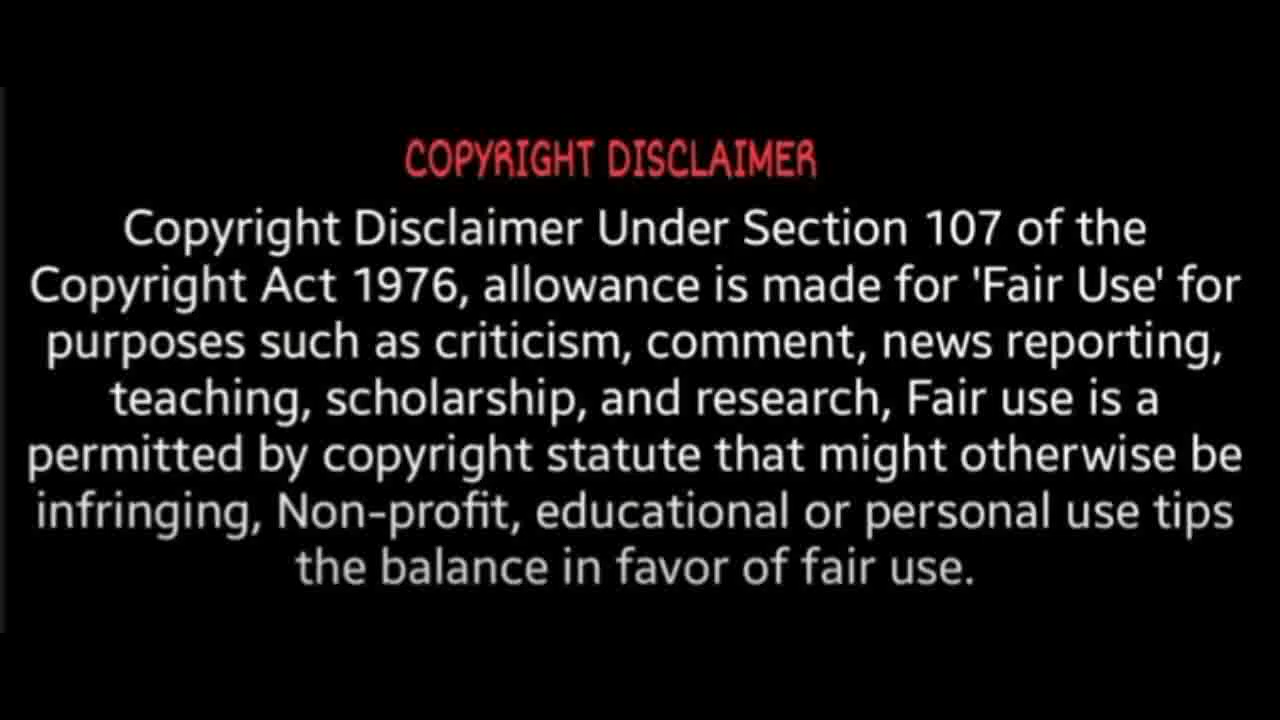 COPYRIGHT DISCLAIMER
Copyright Disclaimer Under Section 107 of the
Copyright Act 1976, allowance is made for 'Fair Use' for
purposes such as criticism, comment, news reporting,
teaching, scholarship, and research, Fair use is a
permitted by copyright statute that might otherwise be
infringing, Non-profit, educational or personal use tips
the balance in favor of fair use.